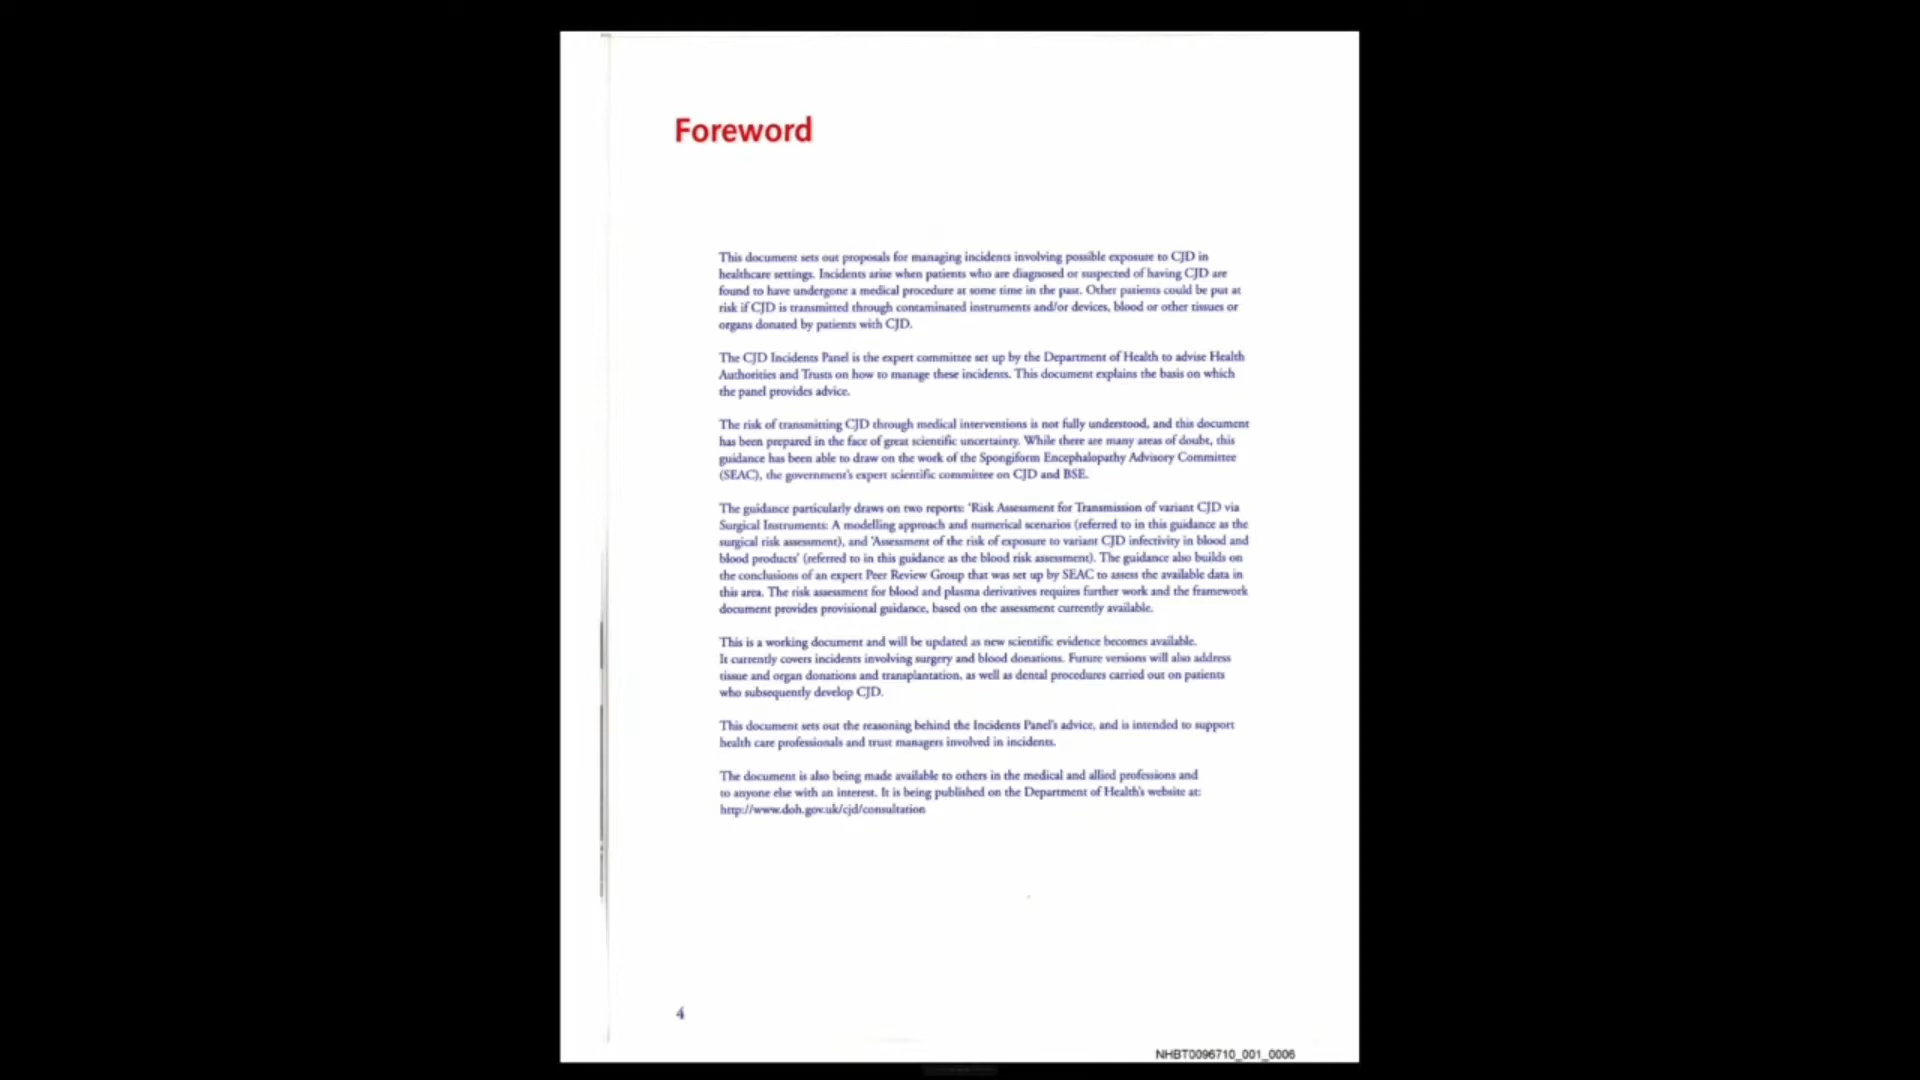 Foreword
This document sets out proposals for managing incidents involving possible exposure to CJD in
healthcare settings. Incidents arise when patients who are diagnosed or suspected of having CJD are
found to have undergone a medical procedure at some time in the past. Other patients could be put at
risk if CJD is transmitted through contaminated instruments and/or devices, blood or other tissues or
organs donated by patients with CJD.
The CJD Incidents Panel is the expert committee set up by the Department of Health to advise Health
Authorities and Trusts on how to manage these incidents. This document explains the basis on which
the panel provides advice.
The risk of transmitting CJD through medical interventions is not fully understood, and this document
has been prepared in the face of great scientific uncertainty. While there are many areas of doubt, this
guidance has been able to draw on the work of the Spongiform Encephalopathy Advisory Committee
(SEAC), the government's expert scientific committee on CJD and BSE.
The guidance particularly draws on two reports: 'Risk Assessment for Transmission of variant CJD via
Surgical Instruments: A modelling approach and numerical scenarios (referred to in this guidance as the
surgical risk assessment), and 'Assessment of the risk of exposure to variant CJD infectivity in blood and
blood products' (referred to in this guidance as the blood risk assessment). The guidance also builds on
the conclusions of an expert Peer Review Group that was set up by SEAC to assess the available data in
this area. The risk assessment for blood and plasma derivatives requires further work and the framework
document provides provisional guidance, based on the assessment currently available.
This is a working document and will be updated as new scientific evidence becomes available.
It currently covers incidents involving surgery and blood donations. Future versions will also address
tissue and organ donations and transplantation, as well as dental procedures carried out on patients
who subsequently develop CJD.
This document sets out the reasoning behind the Incidents Panel's advice, and is intended to support
health care professionals and trust managers involved in incidents.
The document is also being made available to others in the medical and allied professions and
to anyone else with an interest. It is being published on the Department of Health's website at:
http://www.doh.gov.uk/cjd/consultation
4
NHBT0096710_001_0006